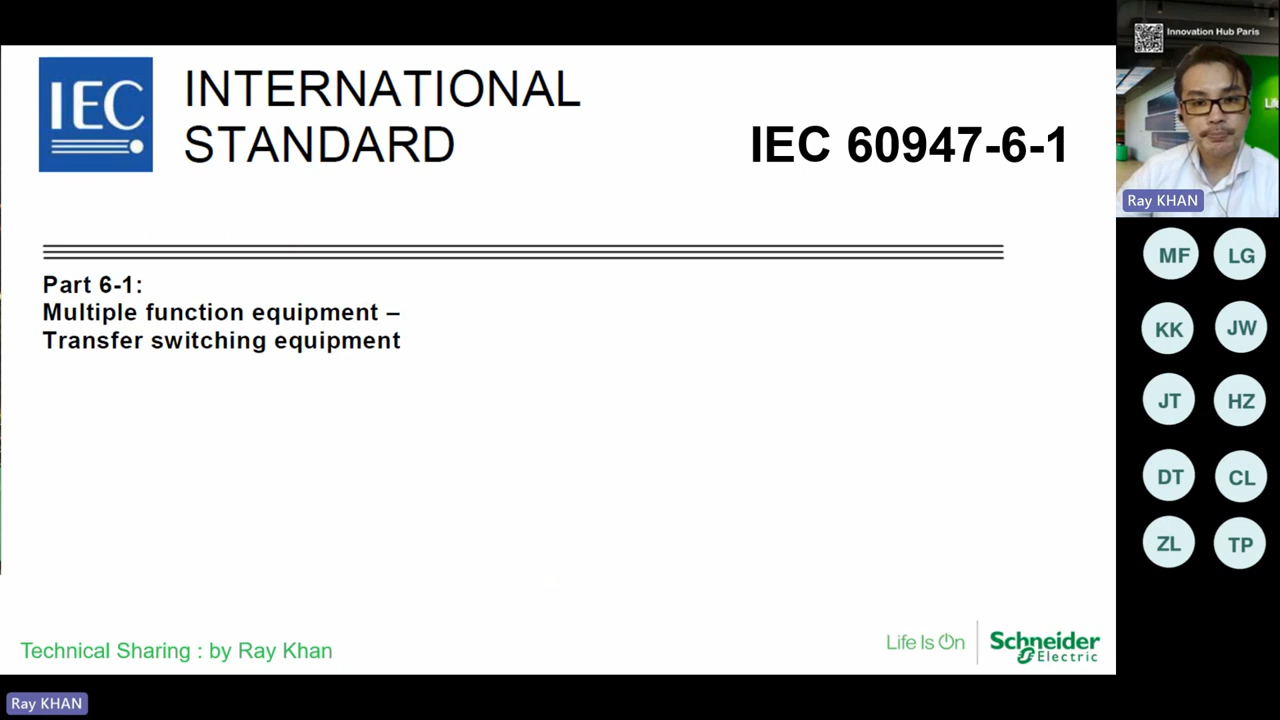 IEC
INTERNATIONAL
STANDARD
IEC 60947-6-1
Part 6-1:
Multiple function equipment –
Transfer switching equipment
Technical Sharing : by Ray Khan
Life Is On
Schneider
Electric
Innovation Hub Paris
Ray KHAN
MF
LG
KK
JW
JT
HZ
DT
CL
ZL
TP
Ray KHAN